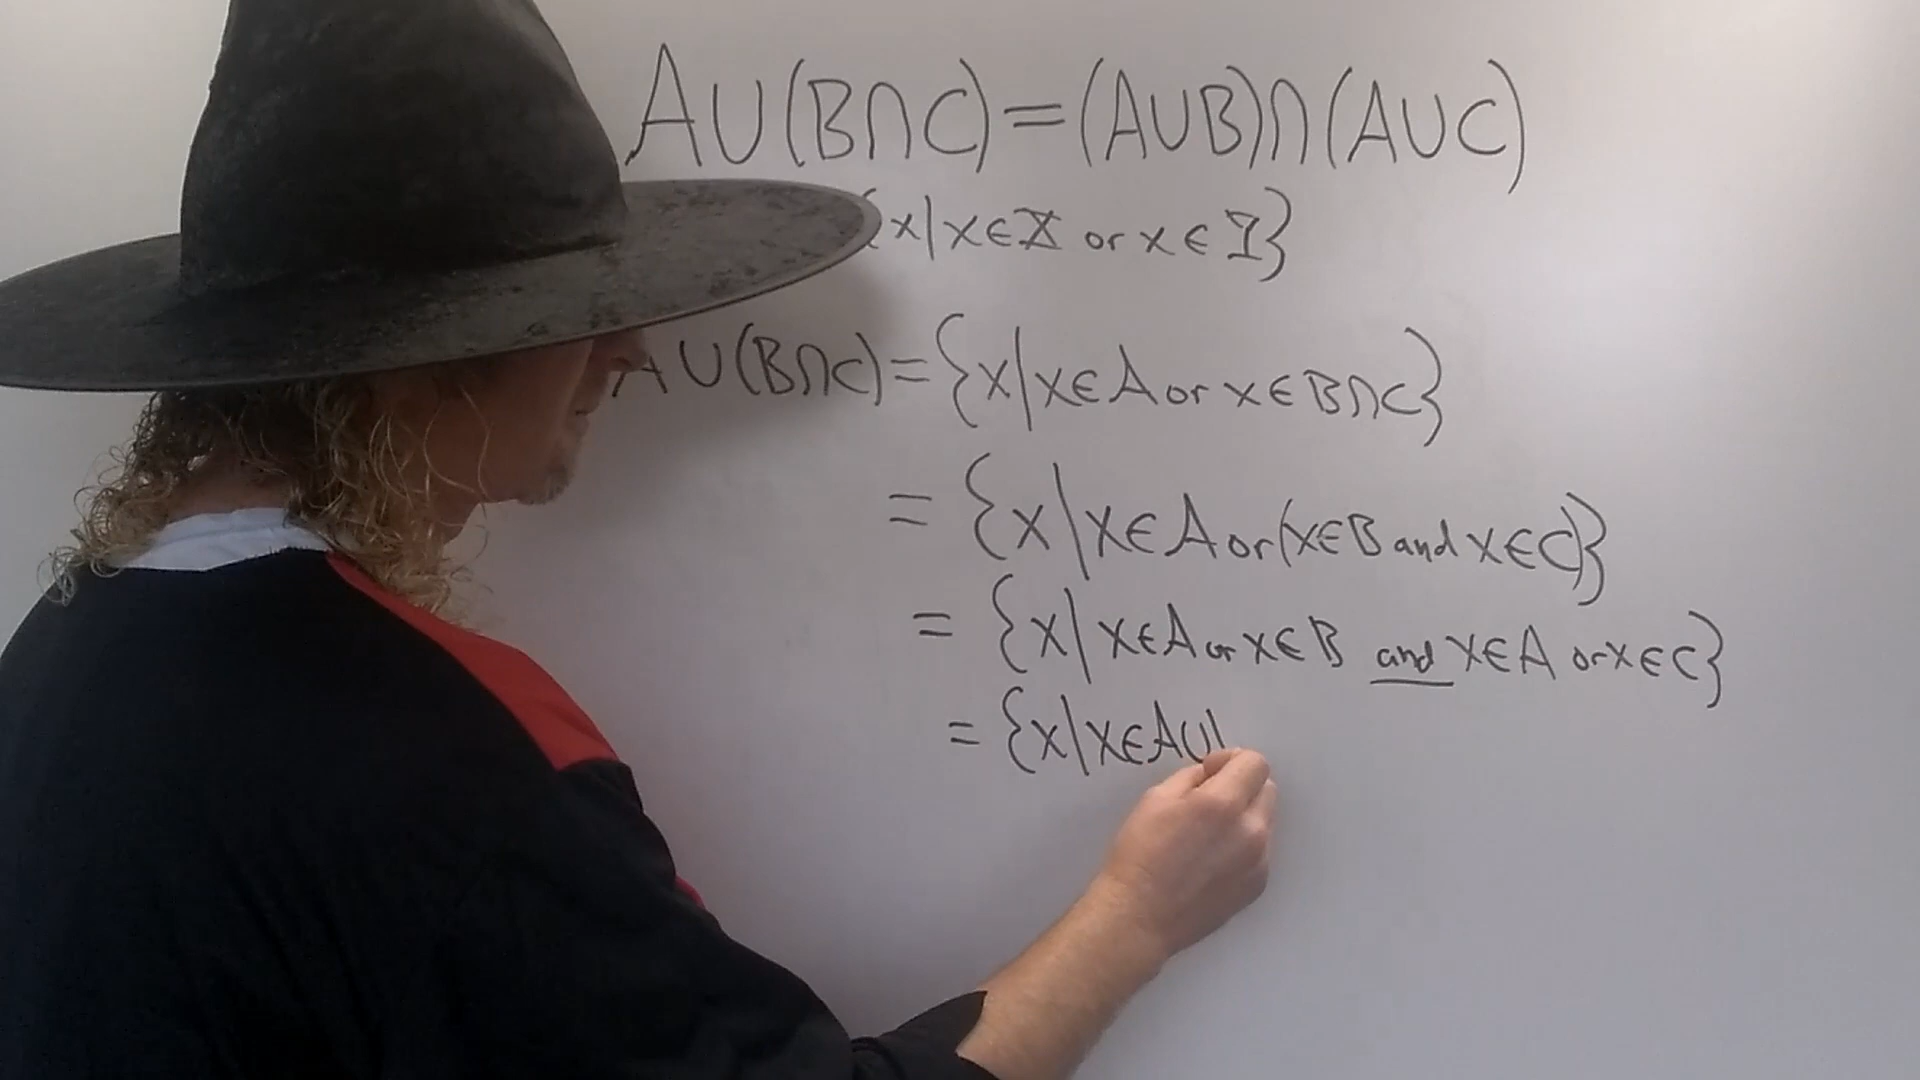 A∪(B∩C)=(A∪B)∩(A∪C)
{x|x∈X or x∈Y}
A∪(B∩C)={x|x∈A or x∈B∩C}
={x|x∈A or (x∈B and x∈C)}
={x|x∈A or x∈B and x∈A or x∈C}
={x|x∈A∪